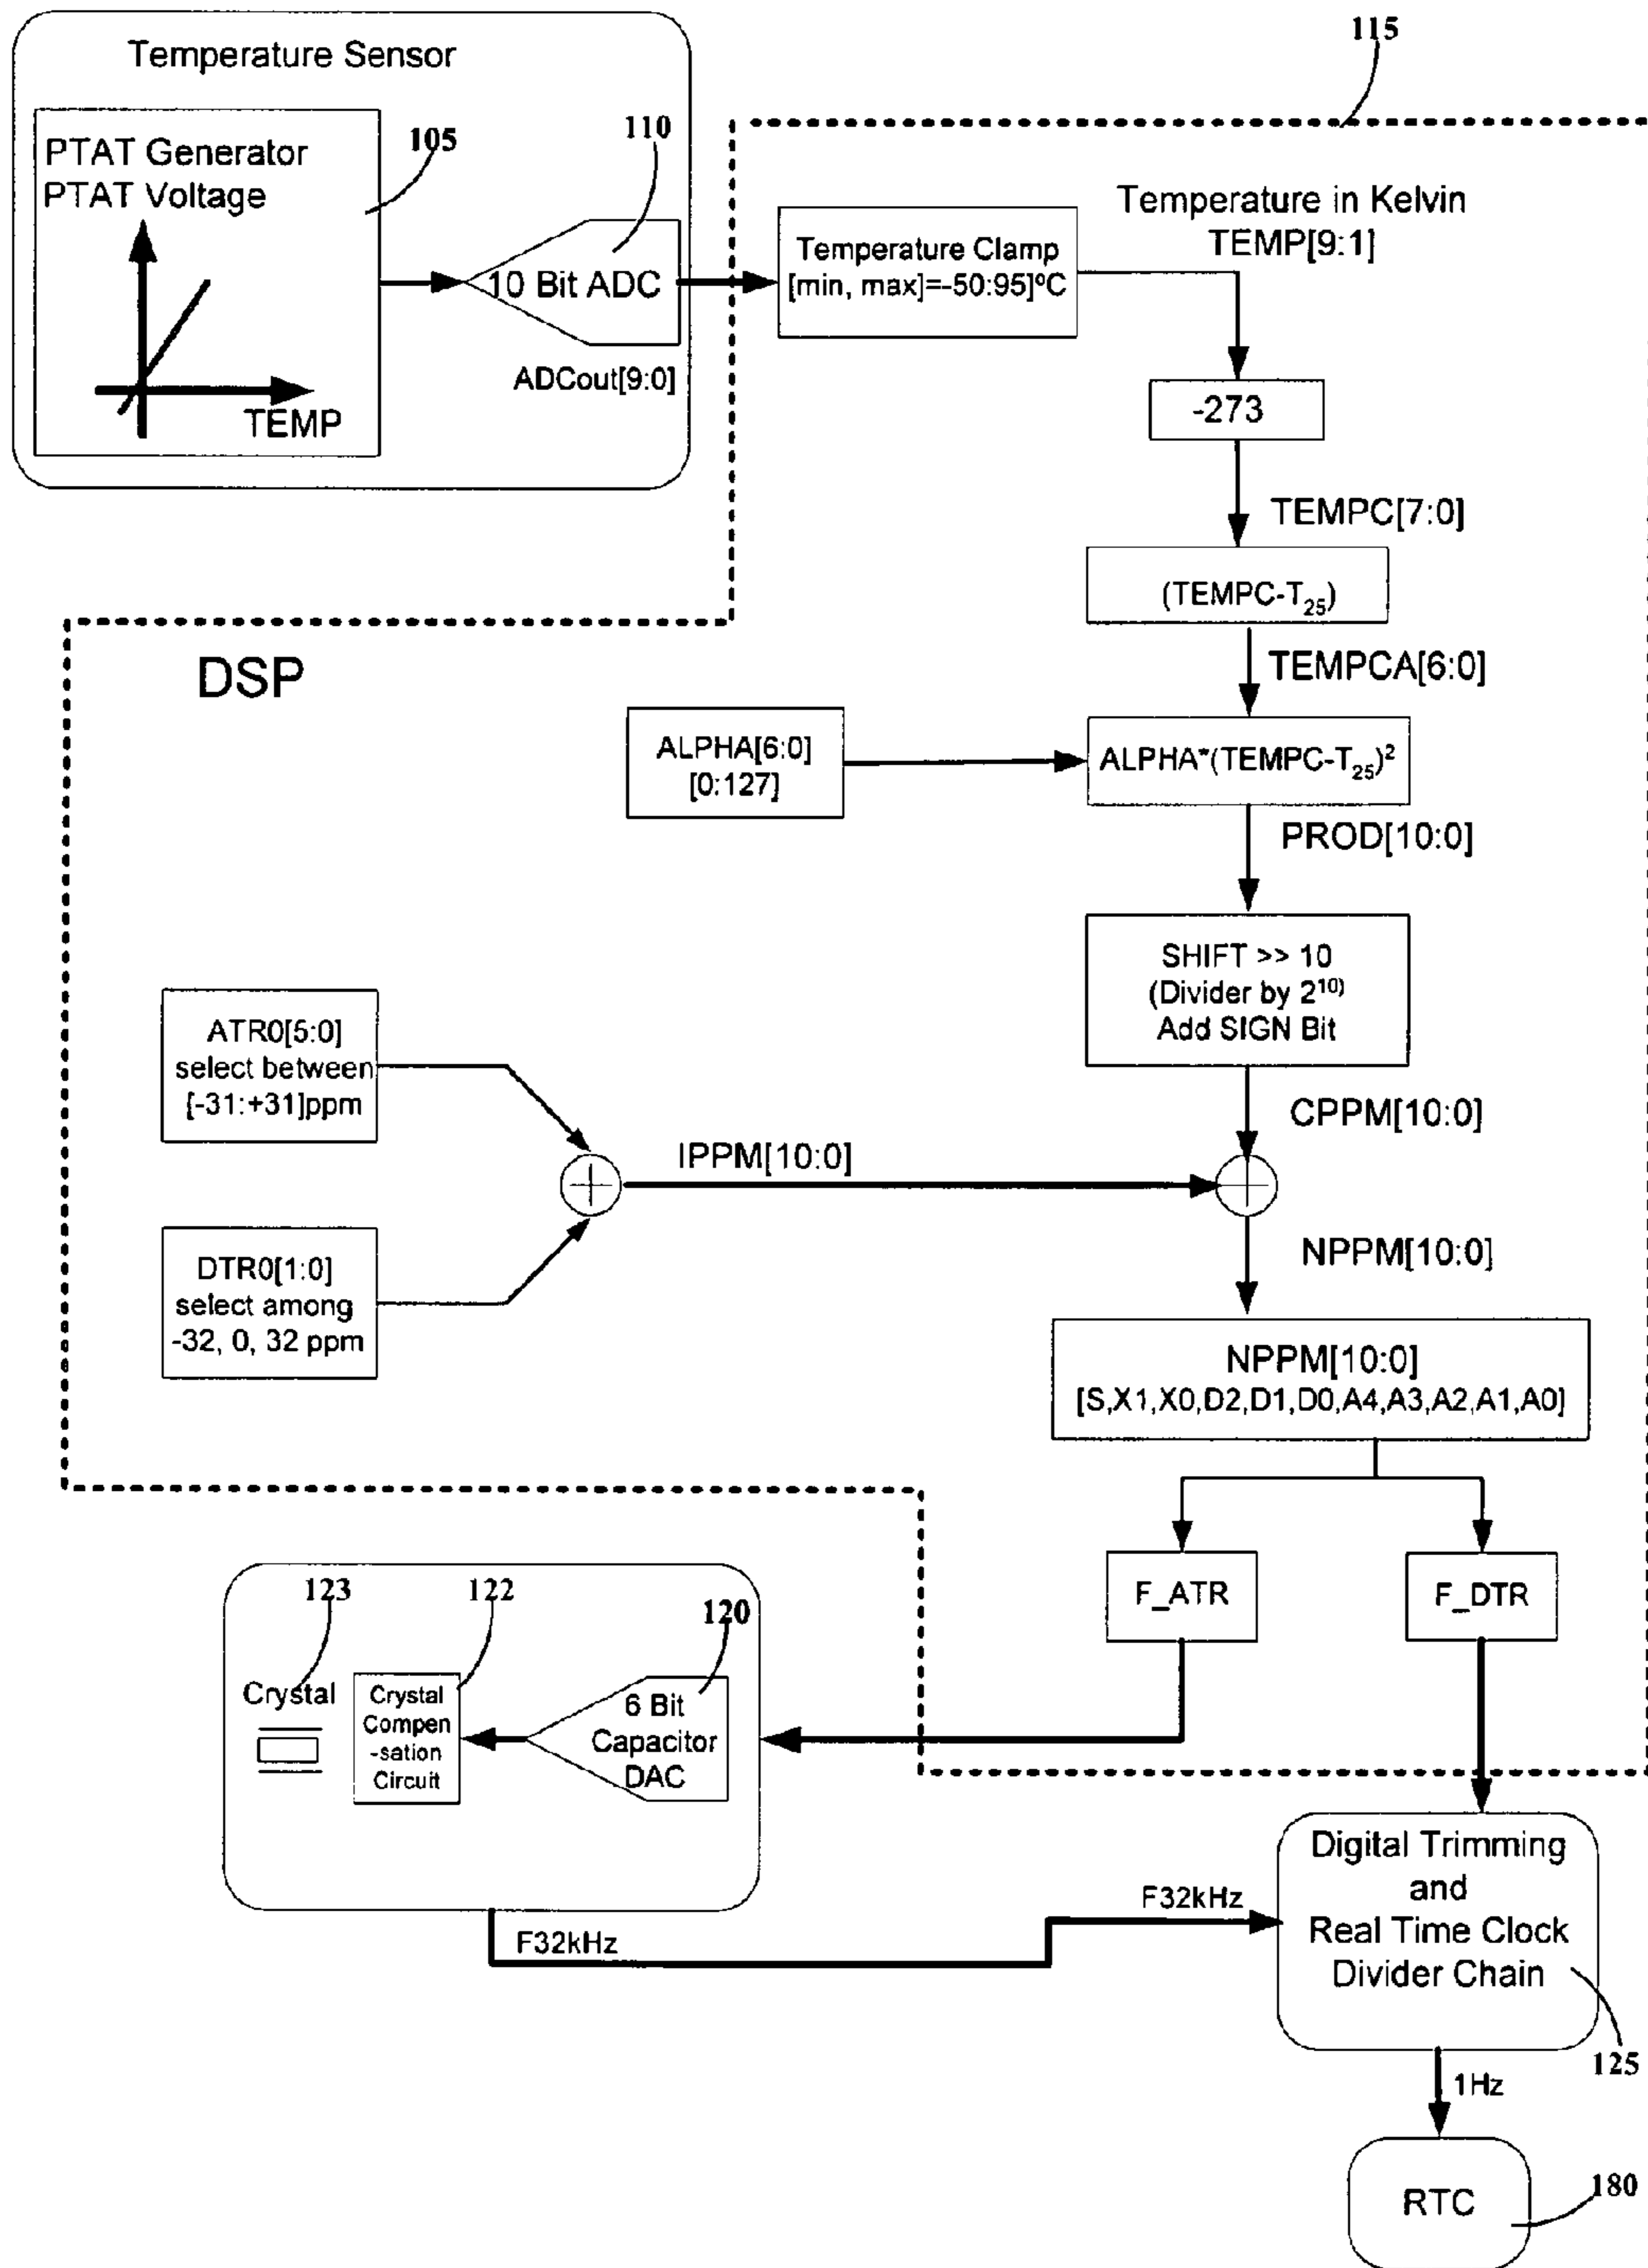 Temperature Sensor
PTAT Generator
PTAT Voltage
TEMP
105
110
10 Bit ADC
ADCout[9:0]
115
Temperature Clamp
[min, max]=-50:95]ºC
Temperature in Kelvin
TEMP[9:1]
-273
TEMPC[7:0]
(TEMPC-T₂₅)
DSP
TEMPCA[6:0]
ALPHA[6:0]
[0:127]
ALPHA*(TEMPC-T₂₅)²
PROD[10:0]
SHIFT >> 10
(Divider by 2¹⁰⁾
Add SIGN Bit
ATR0[5:0]
select between
[-31:+31]ppm
CPPM[10:0]
IPPM[10:0]
DTR0[1:0]
select among
-32, 0, 32 ppm
NPPM[10:0]
NPPM[10:0]
[S,X1,X0,D2,D1,D0,A4,A3,A2,A1,A0]
F_ATR
F_DTR
123
122
120
Crystal
Crystal
Compen
-sation
Circuit
6 Bit
Capacitor
DAC
F32kHz
F32kHz
Digital Trimming
and
Real Time Clock
Divider Chain
125
1Hz
RTC
180